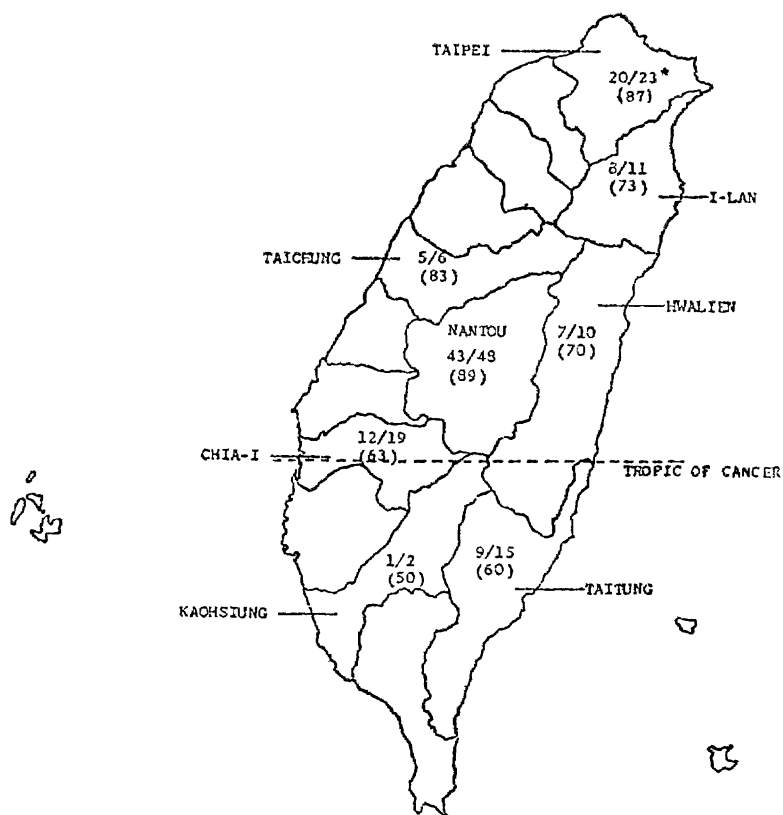 TAIPEI
20/23*
(87)
8/11
(73)
I-LAN
TAICHUNG
5/6
(83)
HWALIEN
NANTOU
43/48
(89)
7/10
(70)
CHIA-I
12/19
(63)
TROPIC OF CANCER
1/2
(50)
9/15
(60)
TAITUNG
KAOHSIUNG